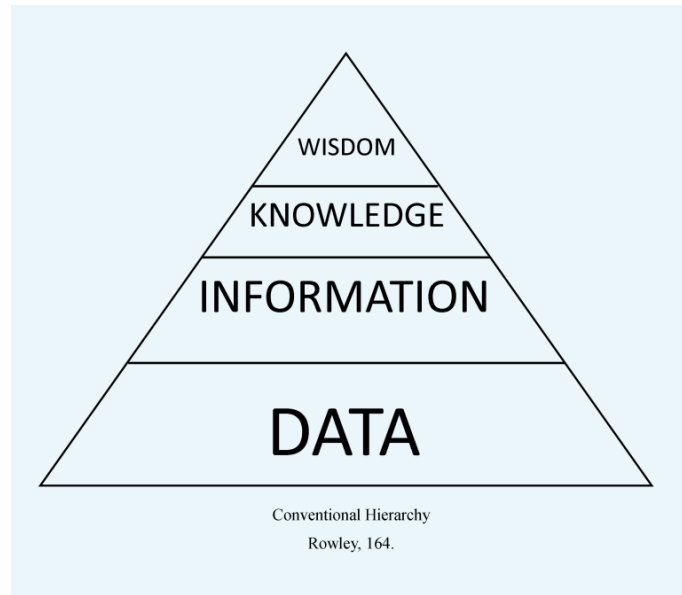 WISDOM
KNOWLEDGE
INFORMATION
DATA
Conventional Hierarchy
Rowley, 164.